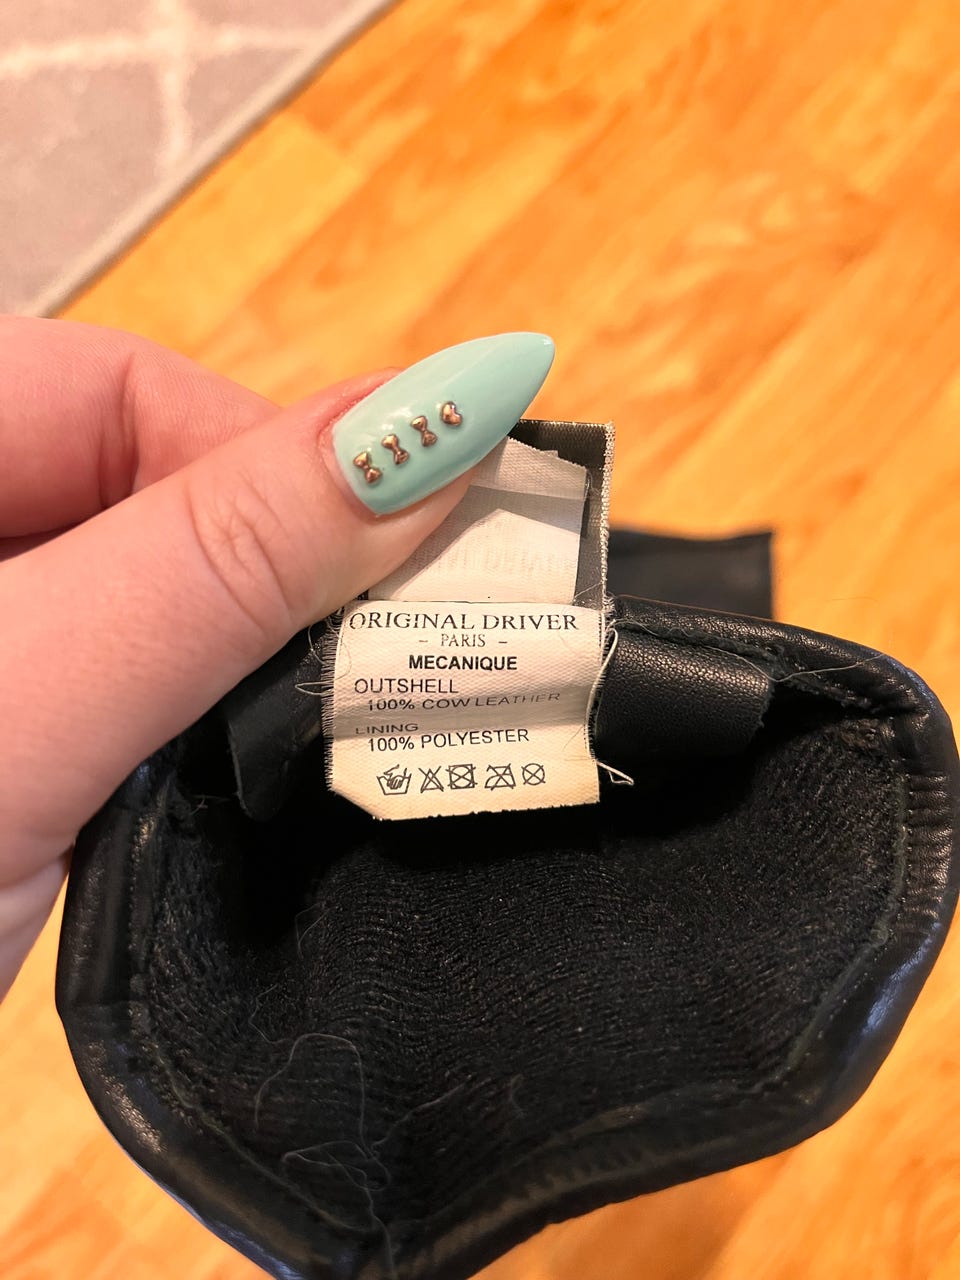 ORIGINAL DRIVER
- PARIS -
MECANIQUE
OUTSHELL
100% COW LEATHER
LINING
100% POLYESTER